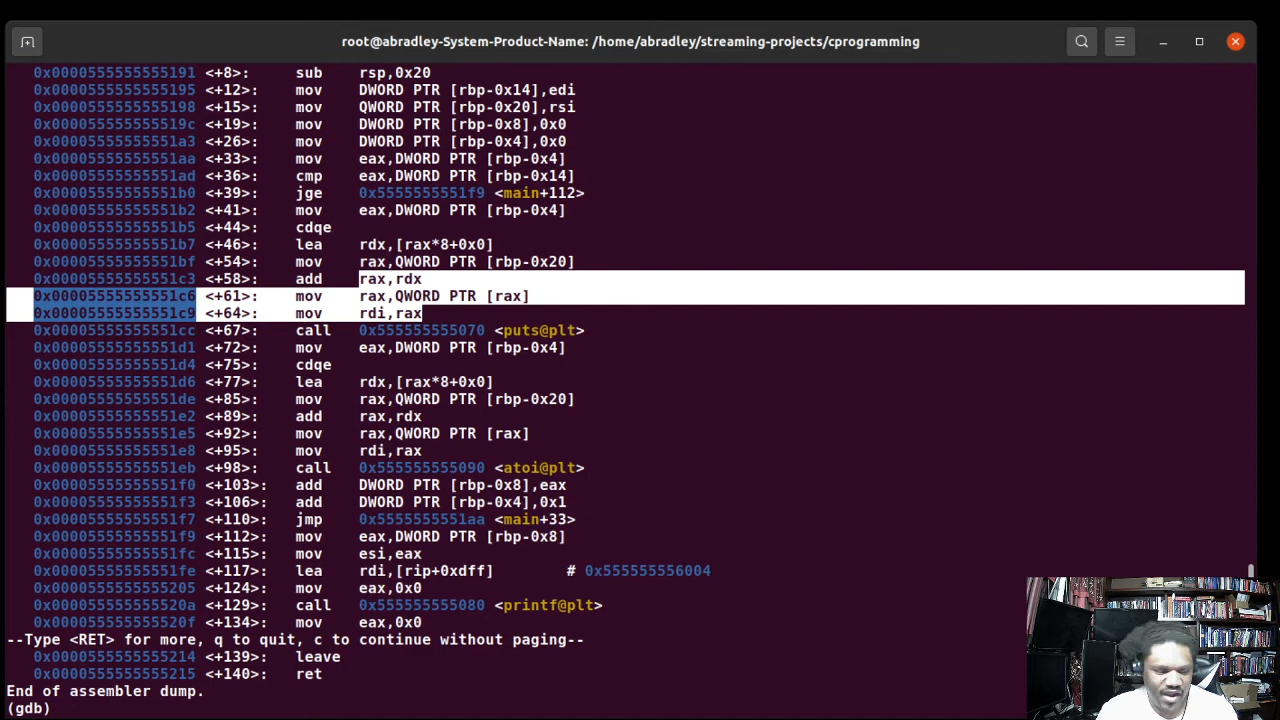 root@abradley-System-Product-Name: /home/abradley/streaming-projects/cprogramming
0x0000555555555191 <+8>: sub rsp,0x20
0x0000555555555195 <+12>: mov DWORD PTR [rbp-0x14],edi
0x0000555555555198 <+15>: mov QWORD PTR [rbp-0x20],rsi
0x000055555555519c <+19>: mov DWORD PTR [rbp-0x8],0x0
0x00005555555551a3 <+26>: mov DWORD PTR [rbp-0x4],0x0
0x00005555555551aa <+33>: mov eax,DWORD PTR [rbp-0x4]
0x00005555555551ad <+36>: cmp eax,DWORD PTR [rbp-0x14]
0x00005555555551b0 <+39>: jge 0x5555555551f9 <main+112>
0x00005555555551b2 <+41>: mov eax,DWORD PTR [rbp-0x4]
0x00005555555551b5 <+44>: cdqe
0x00005555555551b7 <+46>: lea rdx,[rax*8+0x0]
0x00005555555551bf <+54>: mov rax,QWORD PTR [rbp-0x20]
0x00005555555551c3 <+58>: add rax,rdx
0x00005555555551c6 <+61>: mov rax,QWORD PTR [rax]
0x00005555555551c9 <+64>: mov rdi,rax
0x00005555555551cc <+67>: call 0x555555555070 <puts@plt>
0x00005555555551d1 <+72>: mov eax,DWORD PTR [rbp-0x4]
0x00005555555551d4 <+75>: cdqe
0x00005555555551d6 <+77>: lea rdx,[rax*8+0x0]
0x00005555555551de <+85>: mov rax,QWORD PTR [rbp-0x20]
0x00005555555551e2 <+89>: add rax,rdx
0x00005555555551e5 <+92>: mov rax,QWORD PTR [rax]
0x00005555555551e8 <+95>: mov rdi,rax
0x00005555555551eb <+98>: call 0x555555555090 <atoi@plt>
0x00005555555551f0 <+103>: add DWORD PTR [rbp-0x8],eax
0x00005555555551f3 <+106>: add DWORD PTR [rbp-0x4],0x1
0x00005555555551f7 <+110>: jmp 0x5555555551aa <main+33>
0x00005555555551f9 <+112>: mov eax,DWORD PTR [rbp-0x8]
0x00005555555551fc <+115>: mov esi,eax
0x00005555555551fe <+117>: lea rdi,[rip+0xdff] # 0x555555556004
0x0000555555555205 <+124>: mov eax,0x0
0x000055555555520a <+129>: call 0x555555555080 <printf@plt>
0x000055555555520f <+134>: mov eax,0x0
--Type <RET> for more, q to quit, c to continue without paging--
0x0000555555555214 <+139>: leave
0x0000555555555215 <+140>: ret
End of assembler dump.
(gdb)